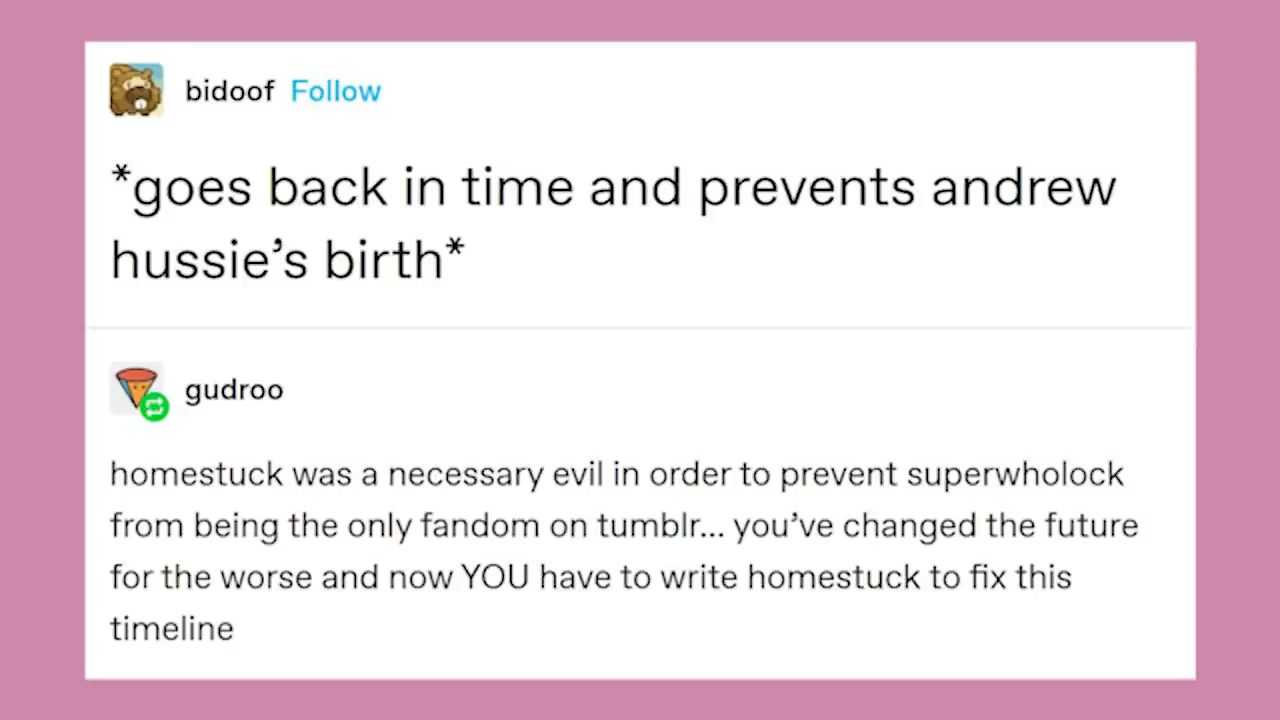 bidoof Follow
*goes back in time and prevents andrew
hussie’s birth*
gudroo
homestuck was a necessary evil in order to prevent superwholock
from being the only fandom on tumblr... you’ve changed the future
for the worse and now YOU have to write homestuck to fix this
timeline